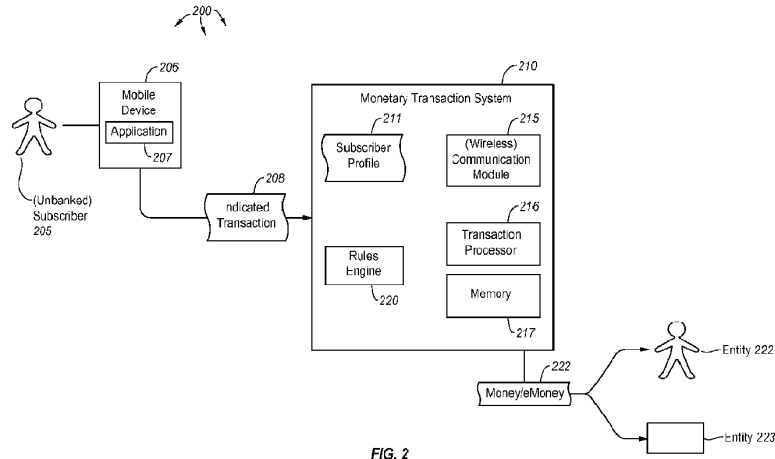 200
206
Mobile
Device
Application
207
(Unbanked)
Subscriber
205
208
ndicated
Transaction
210
Monetary Transaction System
211
Subscriber
Profile
215
(Wireless)
Communication
Module
216
Transaction
Processor
Rules
Engine
220
Memory
217
222
Money/eMoney
Entity 222
Entity 223
FIG. 2